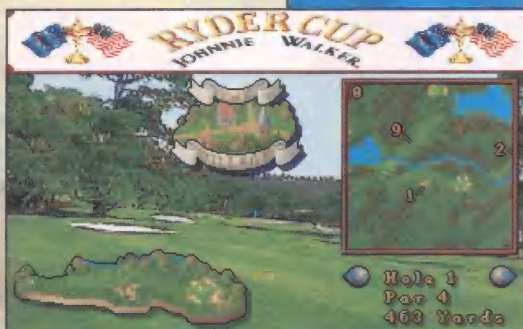 RYDER CUP
JOHNNIE WALKER
9
9
2
1
Hole 1
Par 4
463 Yards